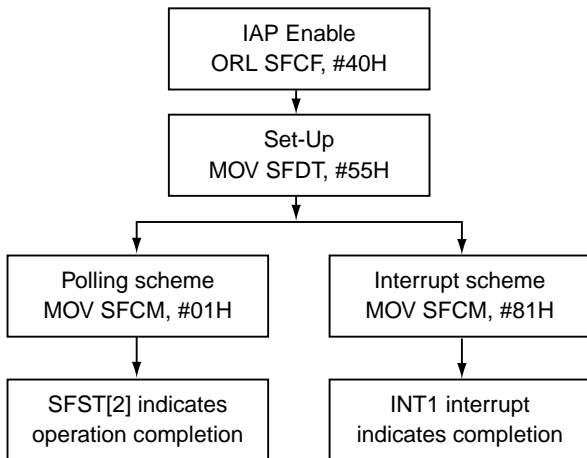 IAP Enable
ORL SFCF, #40H
Set-Up
MOV SFDT, #55H
Polling scheme
MOV SFCM, #01H
Interrupt scheme
MOV SFCM, #81H
SFST[2] indicates
operation completion
INT1 interrupt
indicates completion